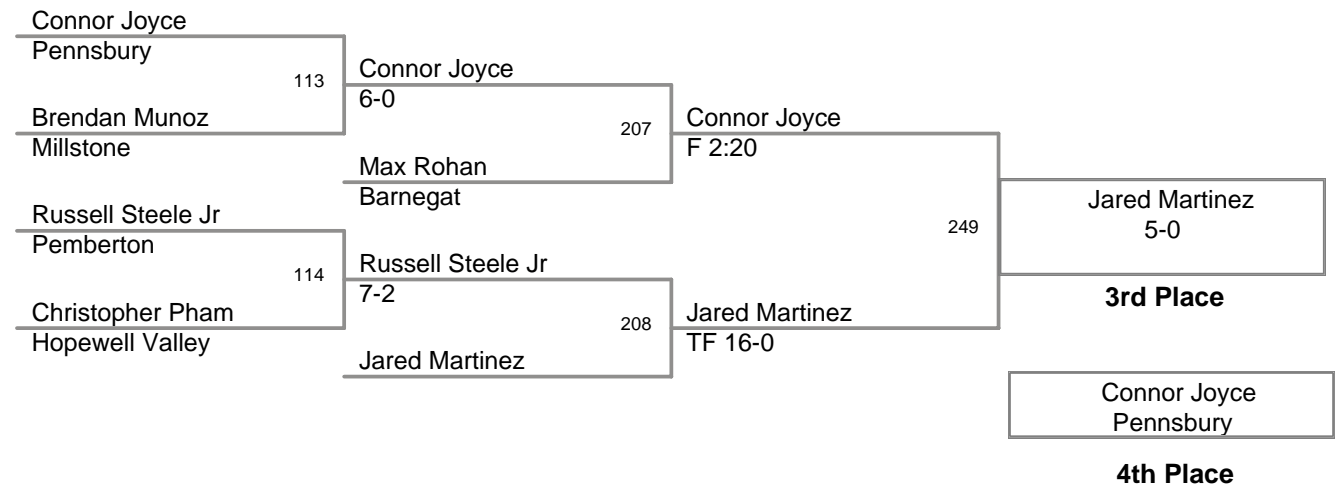 Connor Joyce
Pennsbury
113
Connor Joyce
6-0
Brendan Munoz
Millstone
207
Connor Joyce
F 2:20
Max Rohan
Barnegat
Russell Steele Jr
Pemberton
249
Jared Martinez
5-0
3rd Place
114
Russell Steele Jr
7-2
Christopher Pham
Hopewell Valley
208
Jared Martinez
TF 16-0
Jared Martinez
Connor Joyce
Pennsbury
4th Place